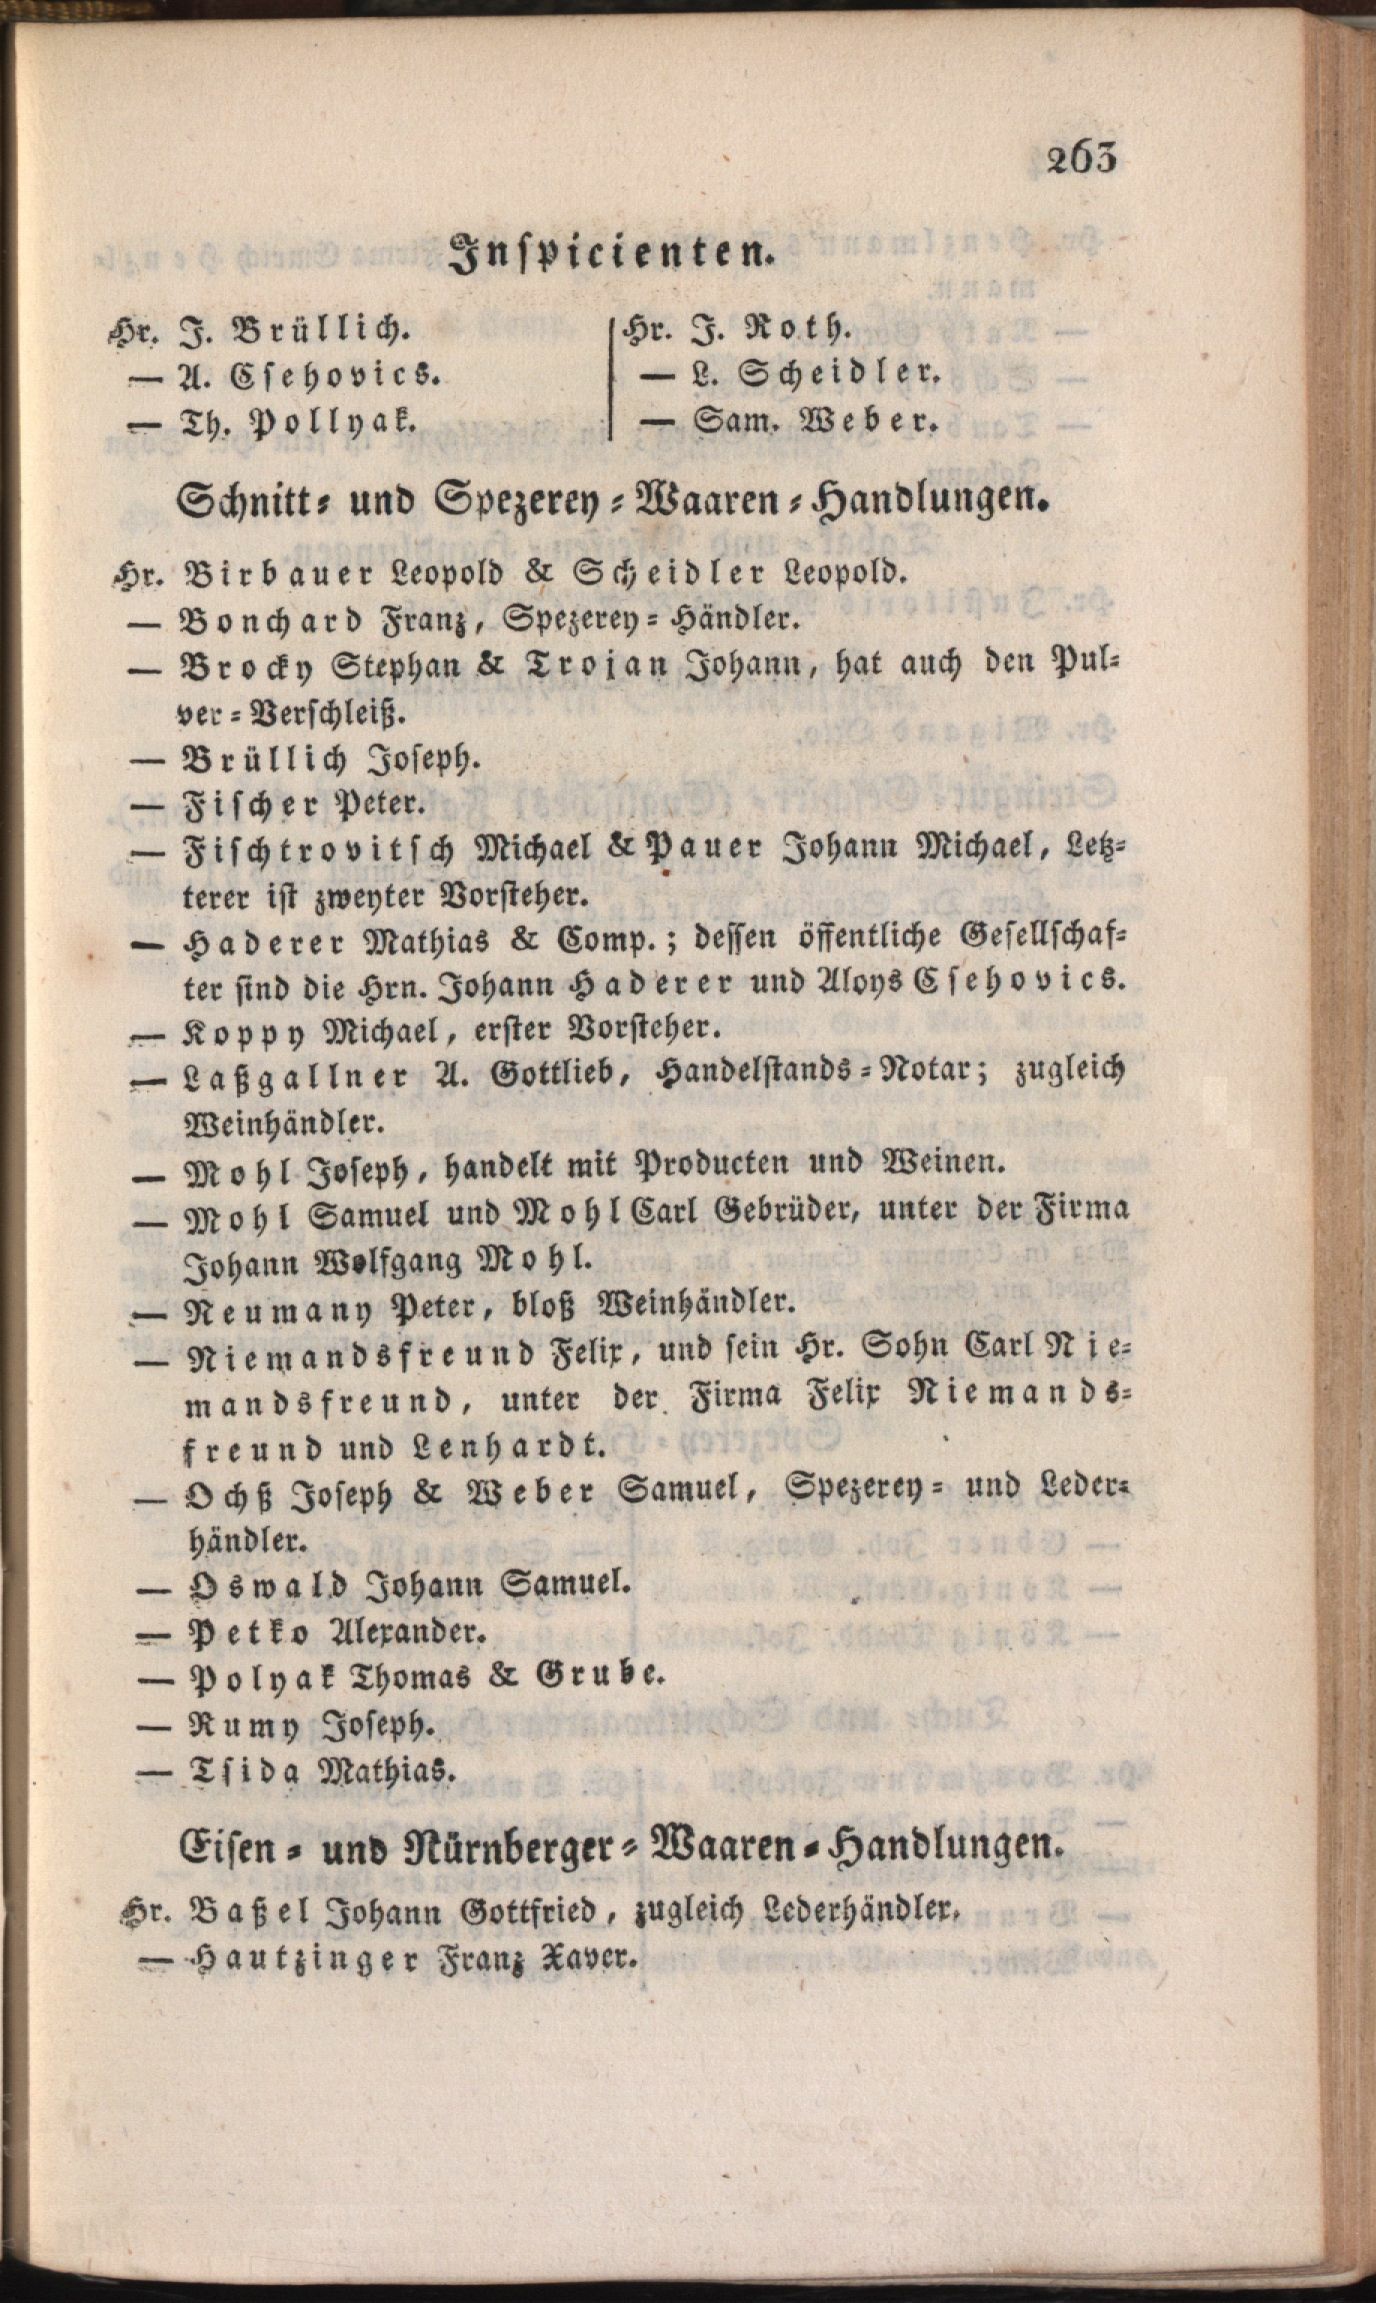 263
Inspicienten.
Hr. J. Brüllich.
— A. Csehovics.
— Th. Pollyak.
Hr. J. Roth.
— L. Scheidler.
— Sam. Weber.
Schnitt- und Spezerey-Waaren-Handlungen.
Hr. Birbauer Leopold & Scheidler Leopold.
— Bonchard Franz, Spezerey-Händler.
— Brocky Stephan & Trojan Johann, hat auch den Pul-
ver-Verschleiß.
— Brüllich Joseph.
— Fischer Peter.
— Fischtrovitsch Michael & Pauer Johann Michael, Letz-
terer ist zweyter Vorsteher.
— Haderer Mathias & Comp.; dessen öffentliche Gesellschaf-
ter sind die Hrn. Johann Haderer und Aloys Csehovics.
— Koppy Michael, erster Vorsteher.
— Laßgallner A. Gottlieb, Handelstands-Notar; zugleich
Weinhändler.
— Mohl Joseph, handelt mit Producten und Weinen.
— Mohl Samuel und Mohl Carl Gebrüder, unter der Firma
Johann Wolfgang Mohl.
— Neumany Peter, bloß Weinhändler.
— Niemandsfreund Felix, und sein Hr. Sohn Carl Nie-
mandsfreund, unter der Firma Felix Niemands-
freund und Lenhardt.
— Ochß Joseph & Weber Samuel, Spezerey- und Leder-
händler.
— Oswald Johann Samuel.
— Petko Alexander.
— Polyak Thomas & Grube.
— Rumy Joseph.
— Tsida Mathias.
Eisen- und Nürnberger-Waaren-Handlungen.
Hr. Baßel Johann Gottfried, zugleich Lederhändler.
— Hautzinger Franz Xaver.